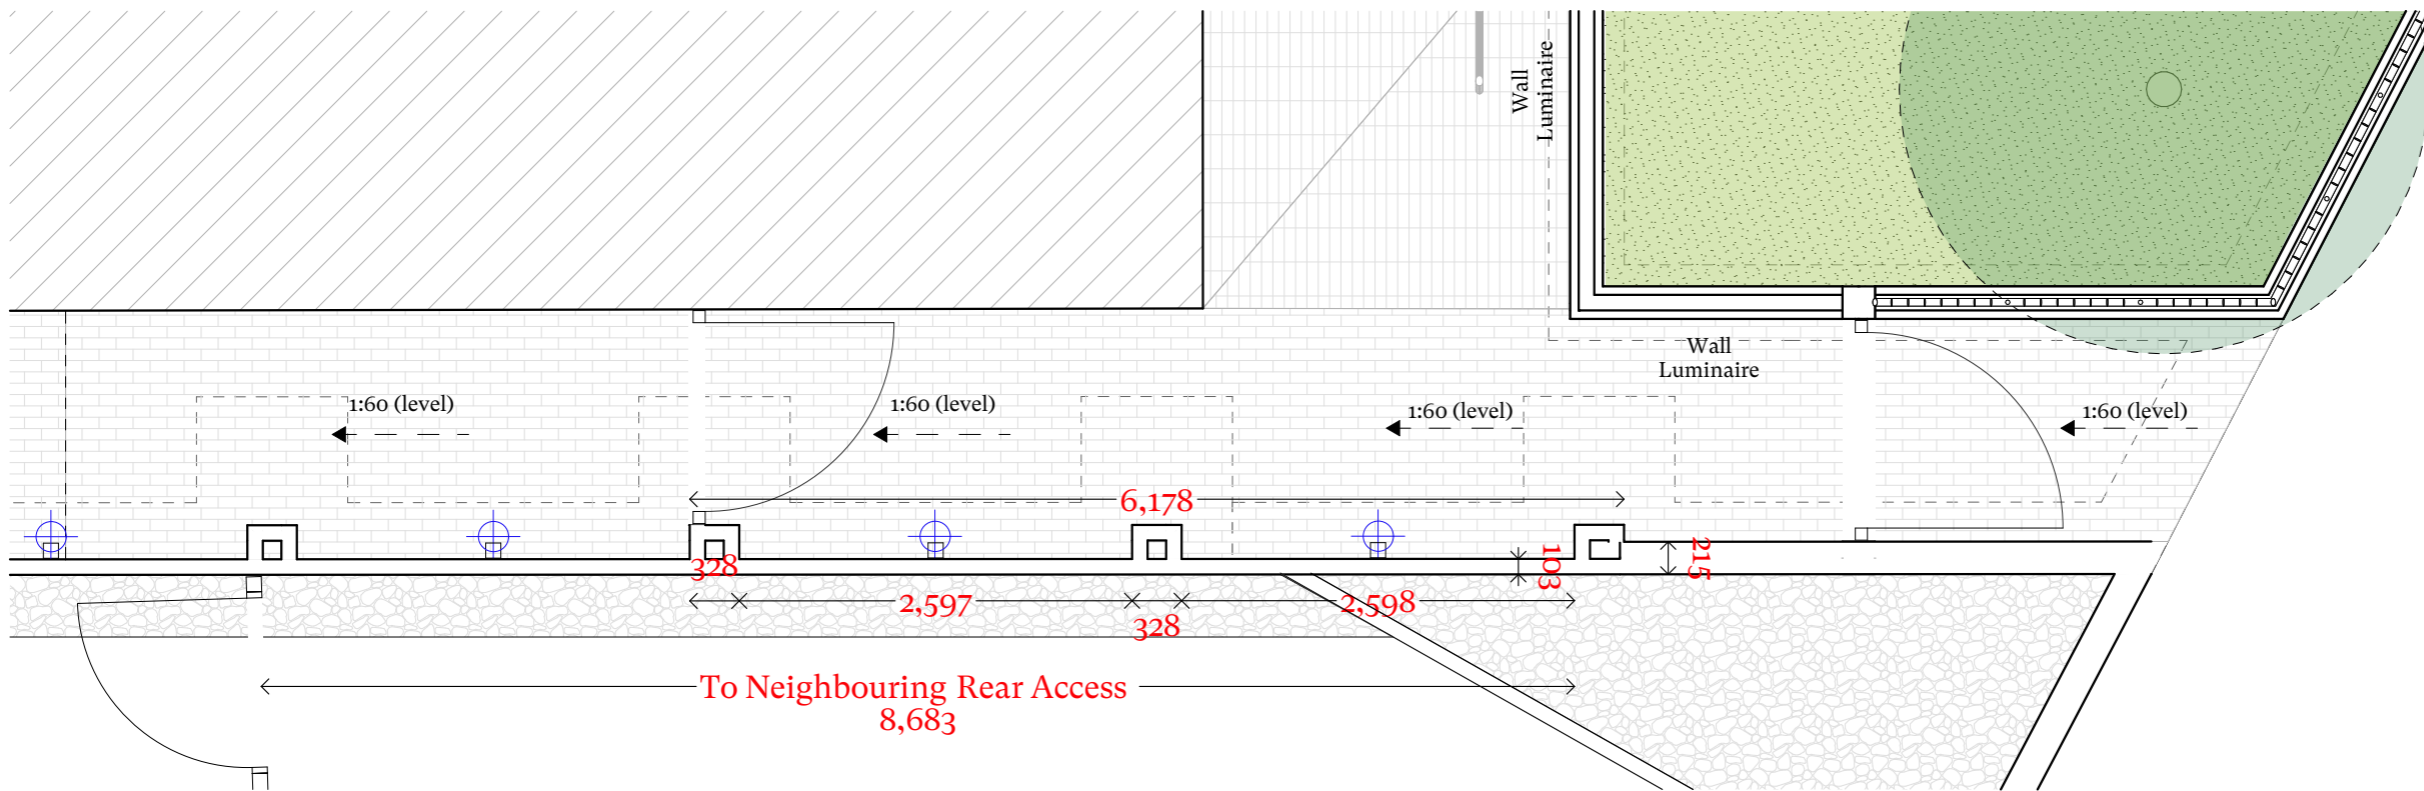 Wall
Luminaire
Wall
Luminaire
1:60 (level)
1:60 (level)
1:60 (level)
1:60 (level)
6,178
328
103
215
2,597
2,598
328
To Neighbouring Rear Access
8,683